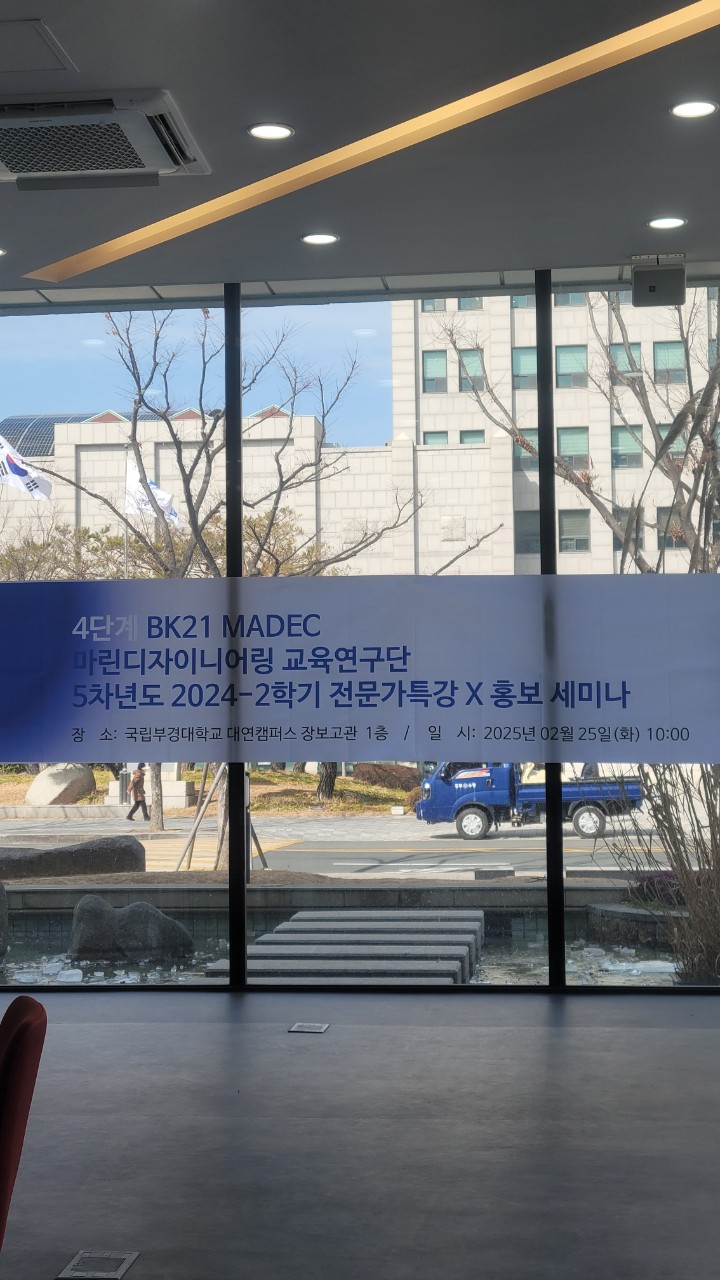 4단계 BK21 MADEC
마린디자이니어링 교육연구단
5차년도 2024-2학기 전문가특강 X 홍보 세미나
장 소: 국립부경대학교 대연캠퍼스 장보고관 1층 / 일 시: 2025년 02월 25일(화) 10:00